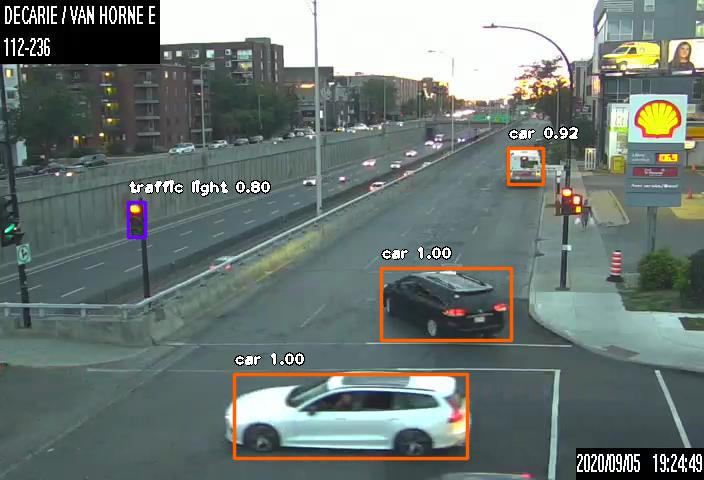 DECARIE / VAN HORNE E
112-236
car 0.92
traffic light 0.80
car 1.00
car 1.00
2020/09/05 19:24:49